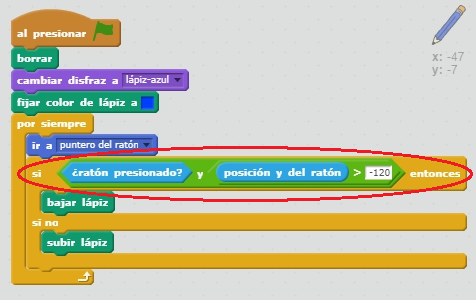 al presionar
borrar
cambiar disfraz a lápiz-azul
fijar color de lápiz a
por siempre
ir a puntero del ratón
si ¿ratón presionado? y posición y del ratón > -120 entonces
bajar lápiz
si no
subir lápiz
x: -47
y: -7